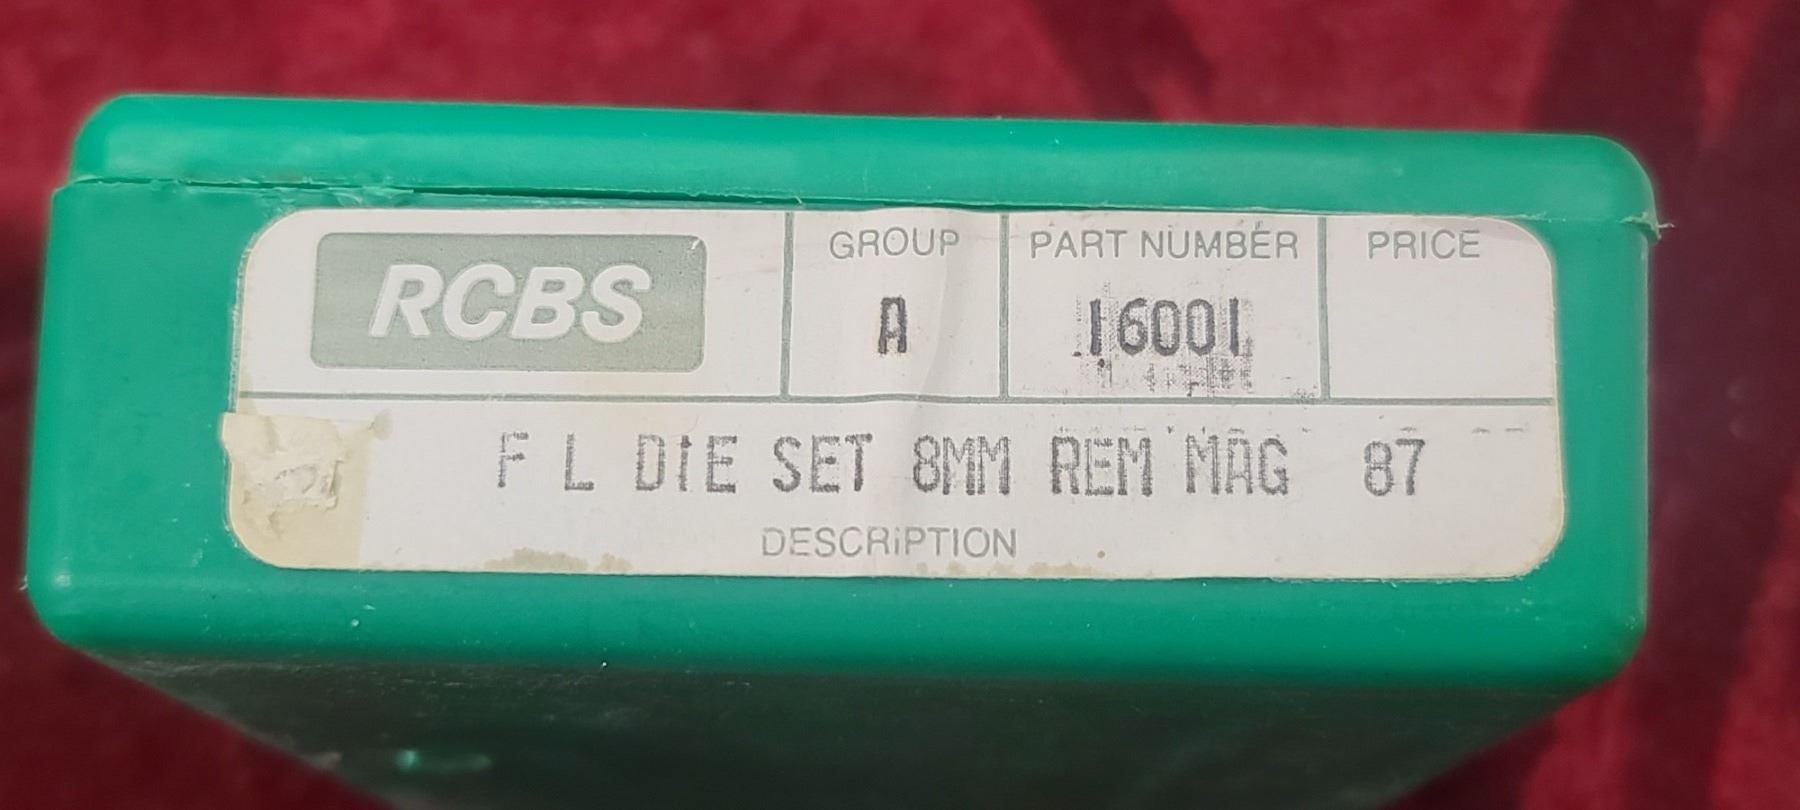 RCBS
GROUP
PART NUMBER
PRICE
A
16001
F L DIE SET 8MM REM MAG 87
DESCRIPTION